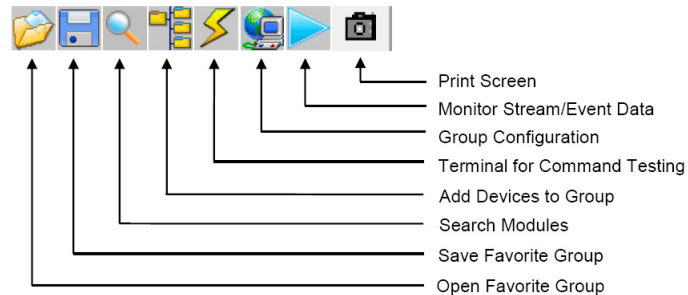 Print Screen
Monitor Stream/Event Data
Group Configuration
Terminal for Command Testing
Add Devices to Group
Search Modules
Save Favorite Group
Open Favorite Group